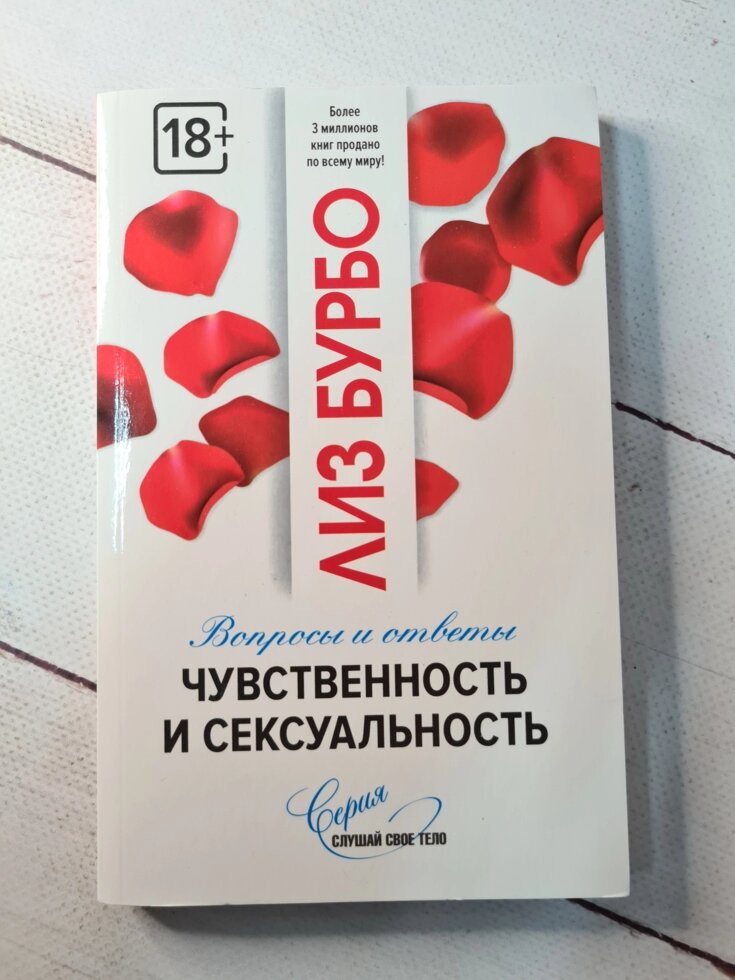 18+
Более
3 миллионов
книг продано
по всему миру!
ЛИЗ БУРБО
Вопросы и ответы
ЧУВСТВЕННОСТЬ
И СЕКСУАЛЬНОСТЬ
Серия
СЛУШАЙ СВОЕ ТЕЛО